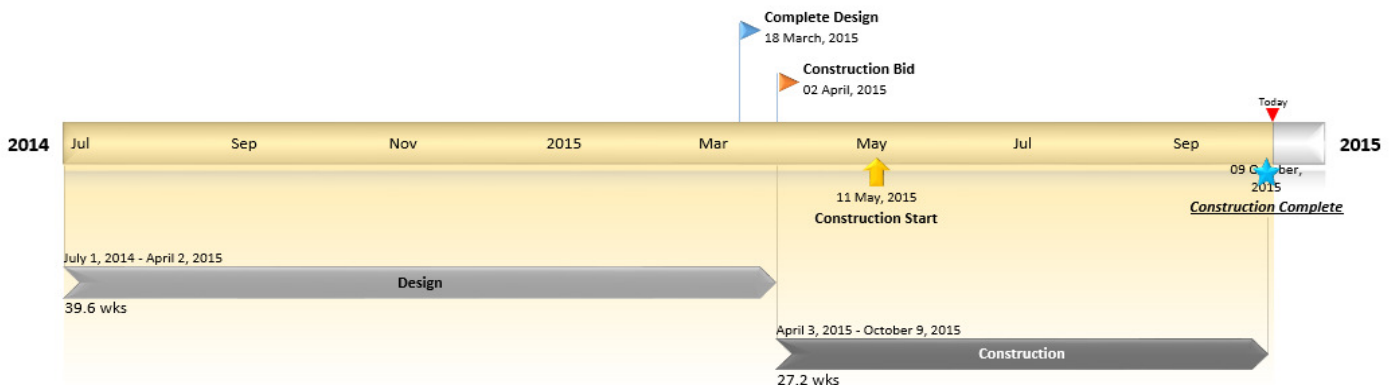 Complete Design
18 March, 2015
Construction Bid
02 April, 2015
Today
2014 Jul Sep Nov 2015 Mar May Jul Sep 2015
11 May, 2015
Construction Start
09 October,
2015
Construction Complete
July 1, 2014 - April 2, 2015
Design
39.6 wks
April 3, 2015 - October 9, 2015
Construction
27.2 wks